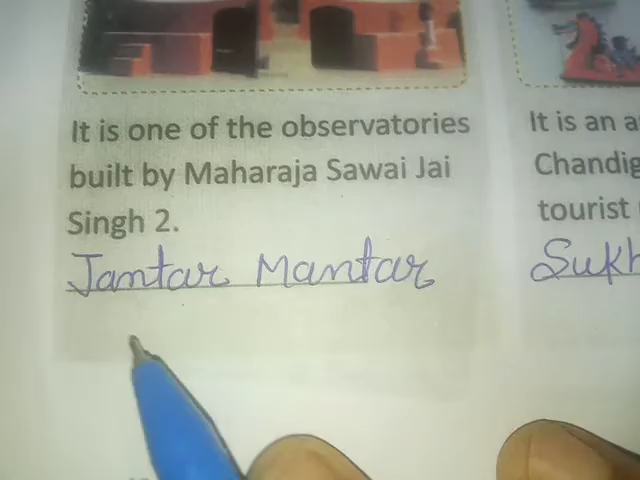 It is one of the observatories
built by Maharaja Sawai Jai
Singh 2.
Jantar Mantar
It is an
Chandig
tourist
Sukh